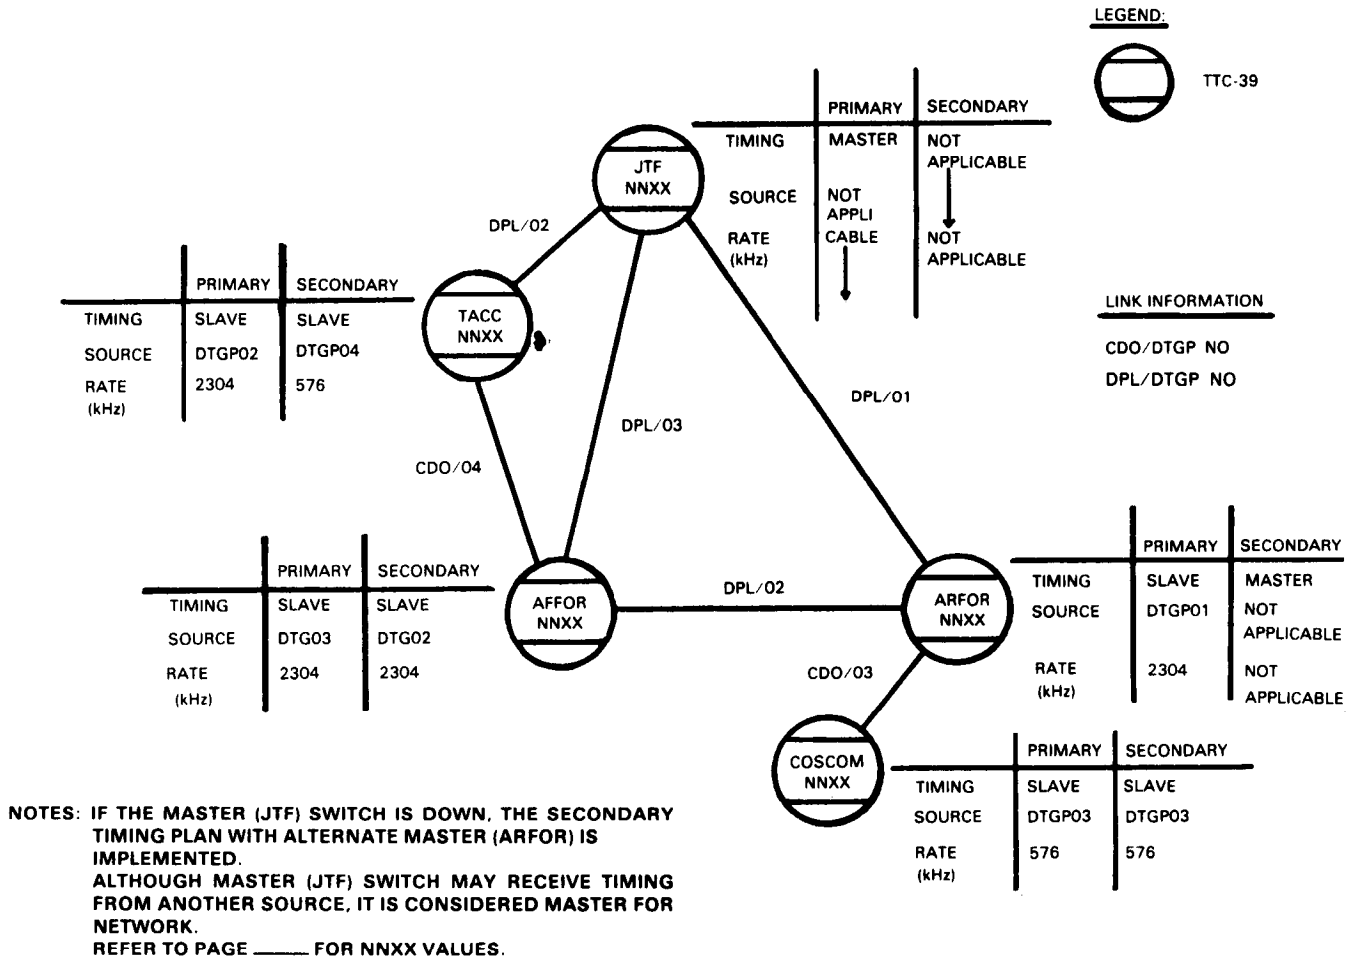 LEGEND:
TTC-39
PRIMARY SECONDARY
TIMING MASTER NOT
APPLICABLE
SOURCE NOT
APPLI
RATE CABLE NOT
(kHz) APPLICABLE
JTF
NNXX
DPL/02
PRIMARY SECONDARY
TIMING SLAVE SLAVE
SOURCE DTGP02 DTGP04
RATE 2304 576
(kHz)
TACC
NNXX
LINK INFORMATION
CDO/DTGP NO
DPL/DTGP NO
DPL/01
DPL/03
CDO/04
PRIMARY SECONDARY
TIMING SLAVE SLAVE
SOURCE DTG03 DTG02
RATE 2304 2304
(kHz)
AFFOR
NNXX
DPL/02
ARFOR
NNXX
PRIMARY SECONDARY
TIMING SLAVE MASTER
SOURCE DTGP01 NOT
APPLICABLE
RATE 2304 NOT
(kHz) APPLICABLE
CDO/03
COSCOM
NNXX
PRIMARY SECONDARY
TIMING SLAVE SLAVE
SOURCE DTGP03 DTGP03
RATE 576 576
(kHz)
NOTES: IF THE MASTER (JTF) SWITCH IS DOWN, THE SECONDARY
TIMING PLAN WITH ALTERNATE MASTER (ARFOR) IS
IMPLEMENTED.
ALTHOUGH MASTER (JTF) SWITCH MAY RECEIVE TIMING
FROM ANOTHER SOURCE, IT IS CONSIDERED MASTER FOR
NETWORK.
REFER TO PAGE _____ FOR NNXX VALUES.